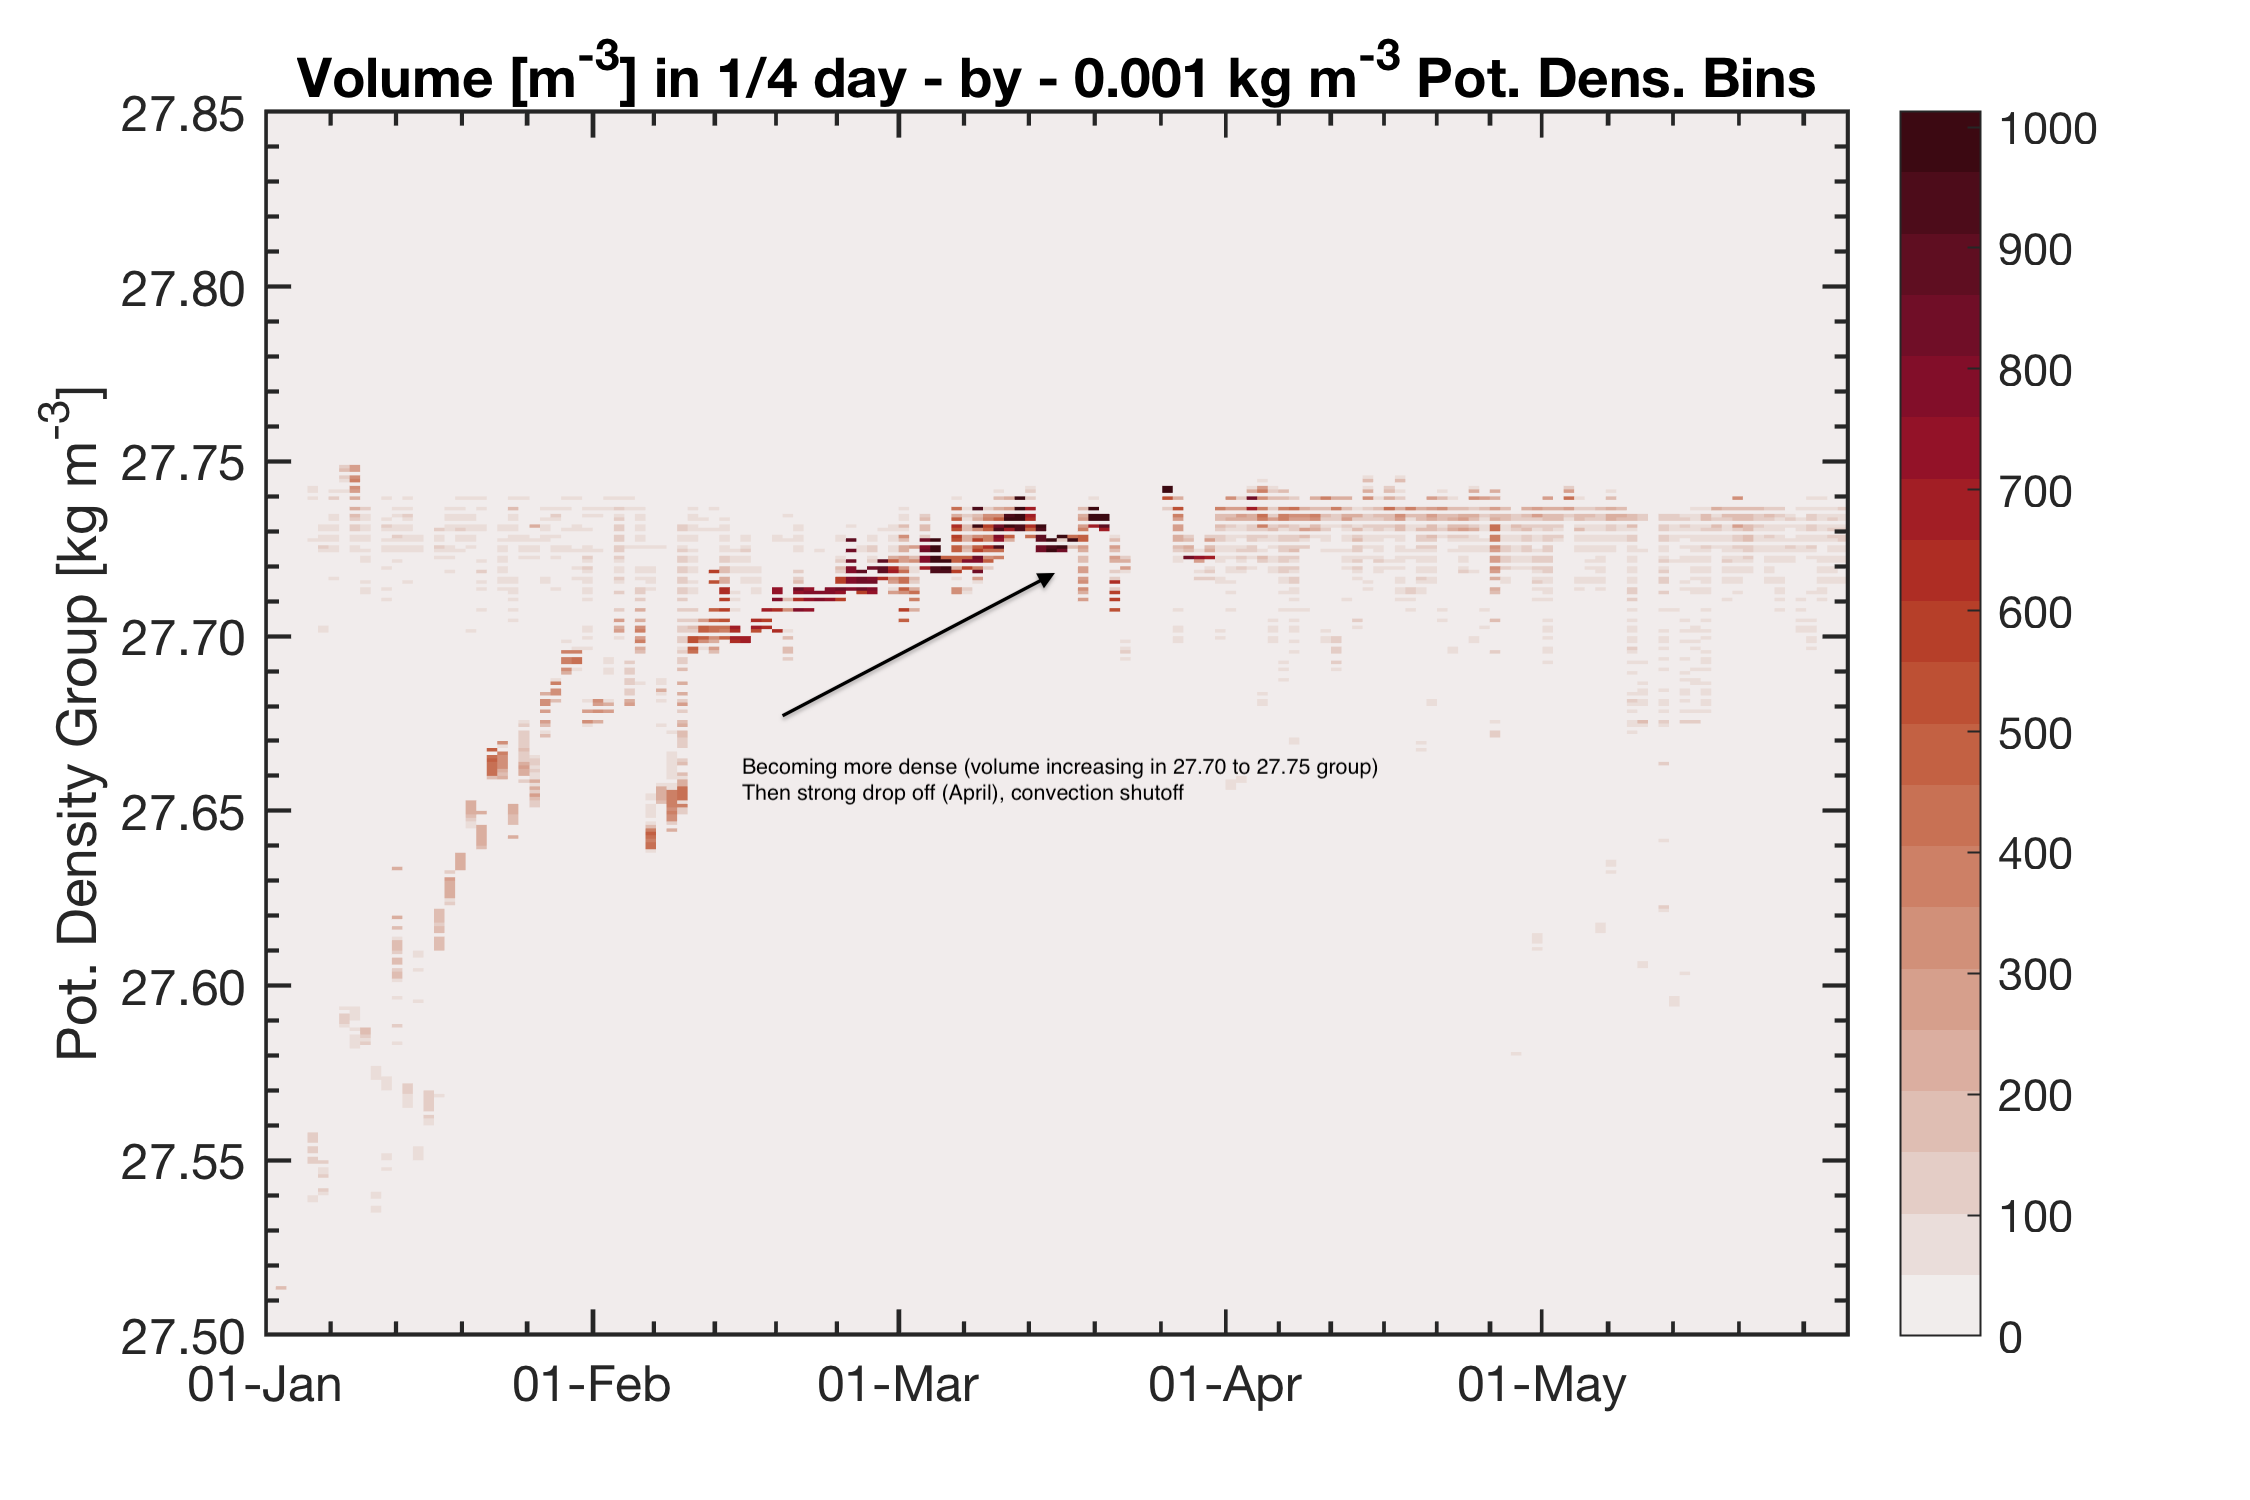 Volume [m-3] in 1/4 day - by - 0.001 kg m-3 Pot. Dens. Bins
Pot. Density Group [kg m-3]
27.85
27.80
27.75
27.70
27.65
27.60
27.55
27.50
Becoming more dense (volume increasing in 27.70 to 27.75 group)
Then strong drop off (April), convection shutoff
01-Jan
01-Feb
01-Mar
01-Apr
01-May
1000
900
800
700
600
500
400
300
200
100
0